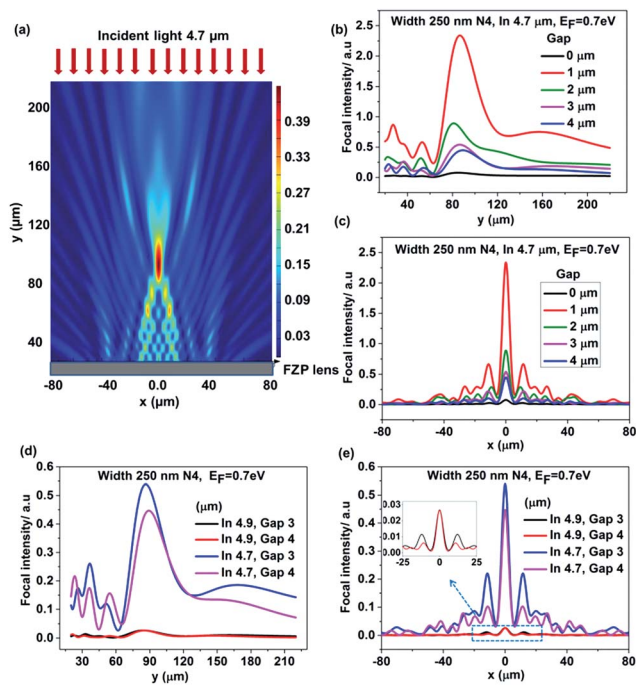 (a)
Incident light 4.7 μm
y (μm)
200
160
120
80
40
0.39
0.33
0.27
0.21
0.15
0.09
0.03
FZP lens
-80
-40
0.0
40
80
x (μm)
(b)
Width 250 nm N4, In 4.7 μm, EF=0.7eV
Gap
0 μm
1 μm
2 μm
3 μm
4 μm
Focal intensity/ a.u
2.5
2.0
1.5
1.0
0.5
0.0
40
80
120
160
200
y (μm)
(c)
Width 250 nm N4, In 4.7 μm, EF=0.7eV
Gap
0 μm
1 μm
2 μm
3 μm
4 μm
Focal intensity/ a.u
2.5
2.0
1.5
1.0
0.5
0.0
-80
-40
0
40
80
x (μm)
(d)
Width 250 nm N4, EF=0.7eV
(μm)
In 4.9, Gap 3
In 4.9, Gap 4
In 4.7, Gap 3
In 4.7, Gap 4
Focal intensity/ a.u
0.6
0.5
0.4
0.3
0.2
0.1
0.0
30
60
90
120
150
180
210
y (μm)
(e)
Width 250 nm N4, EF=0.7eV
(μm)
In 4.9, Gap 3
In 4.9, Gap 4
In 4.7, Gap 3
In 4.7, Gap 4
0.03
0.02
0.01
0.00
-25
0
25
Focal intensity/ a.u
0.6
0.5
0.4
0.3
0.2
0.1
0.0
-80
-40
0
40
80
x (μm)